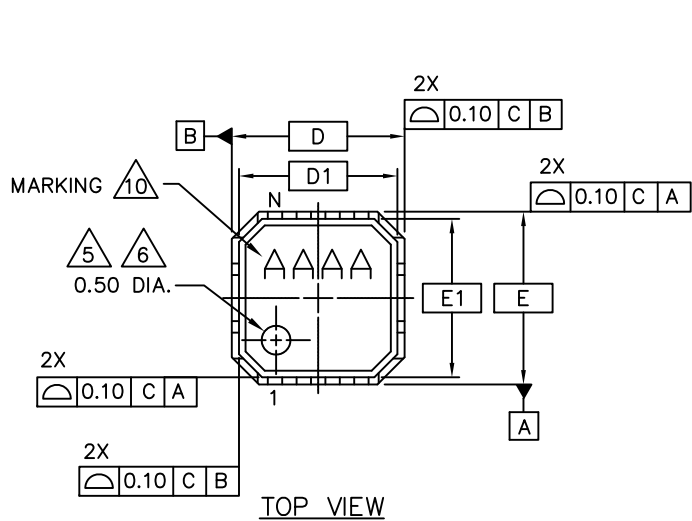 2X
⌓ 0.10 C B
B D
2X
⌓ 0.10 C A
D1
MARKING 10
N
5 6
AAAA
0.50 DIA.
E1 E
2X
⌓ 0.10 C A
1
A
2X
⌓ 0.10 C B
TOP VIEW